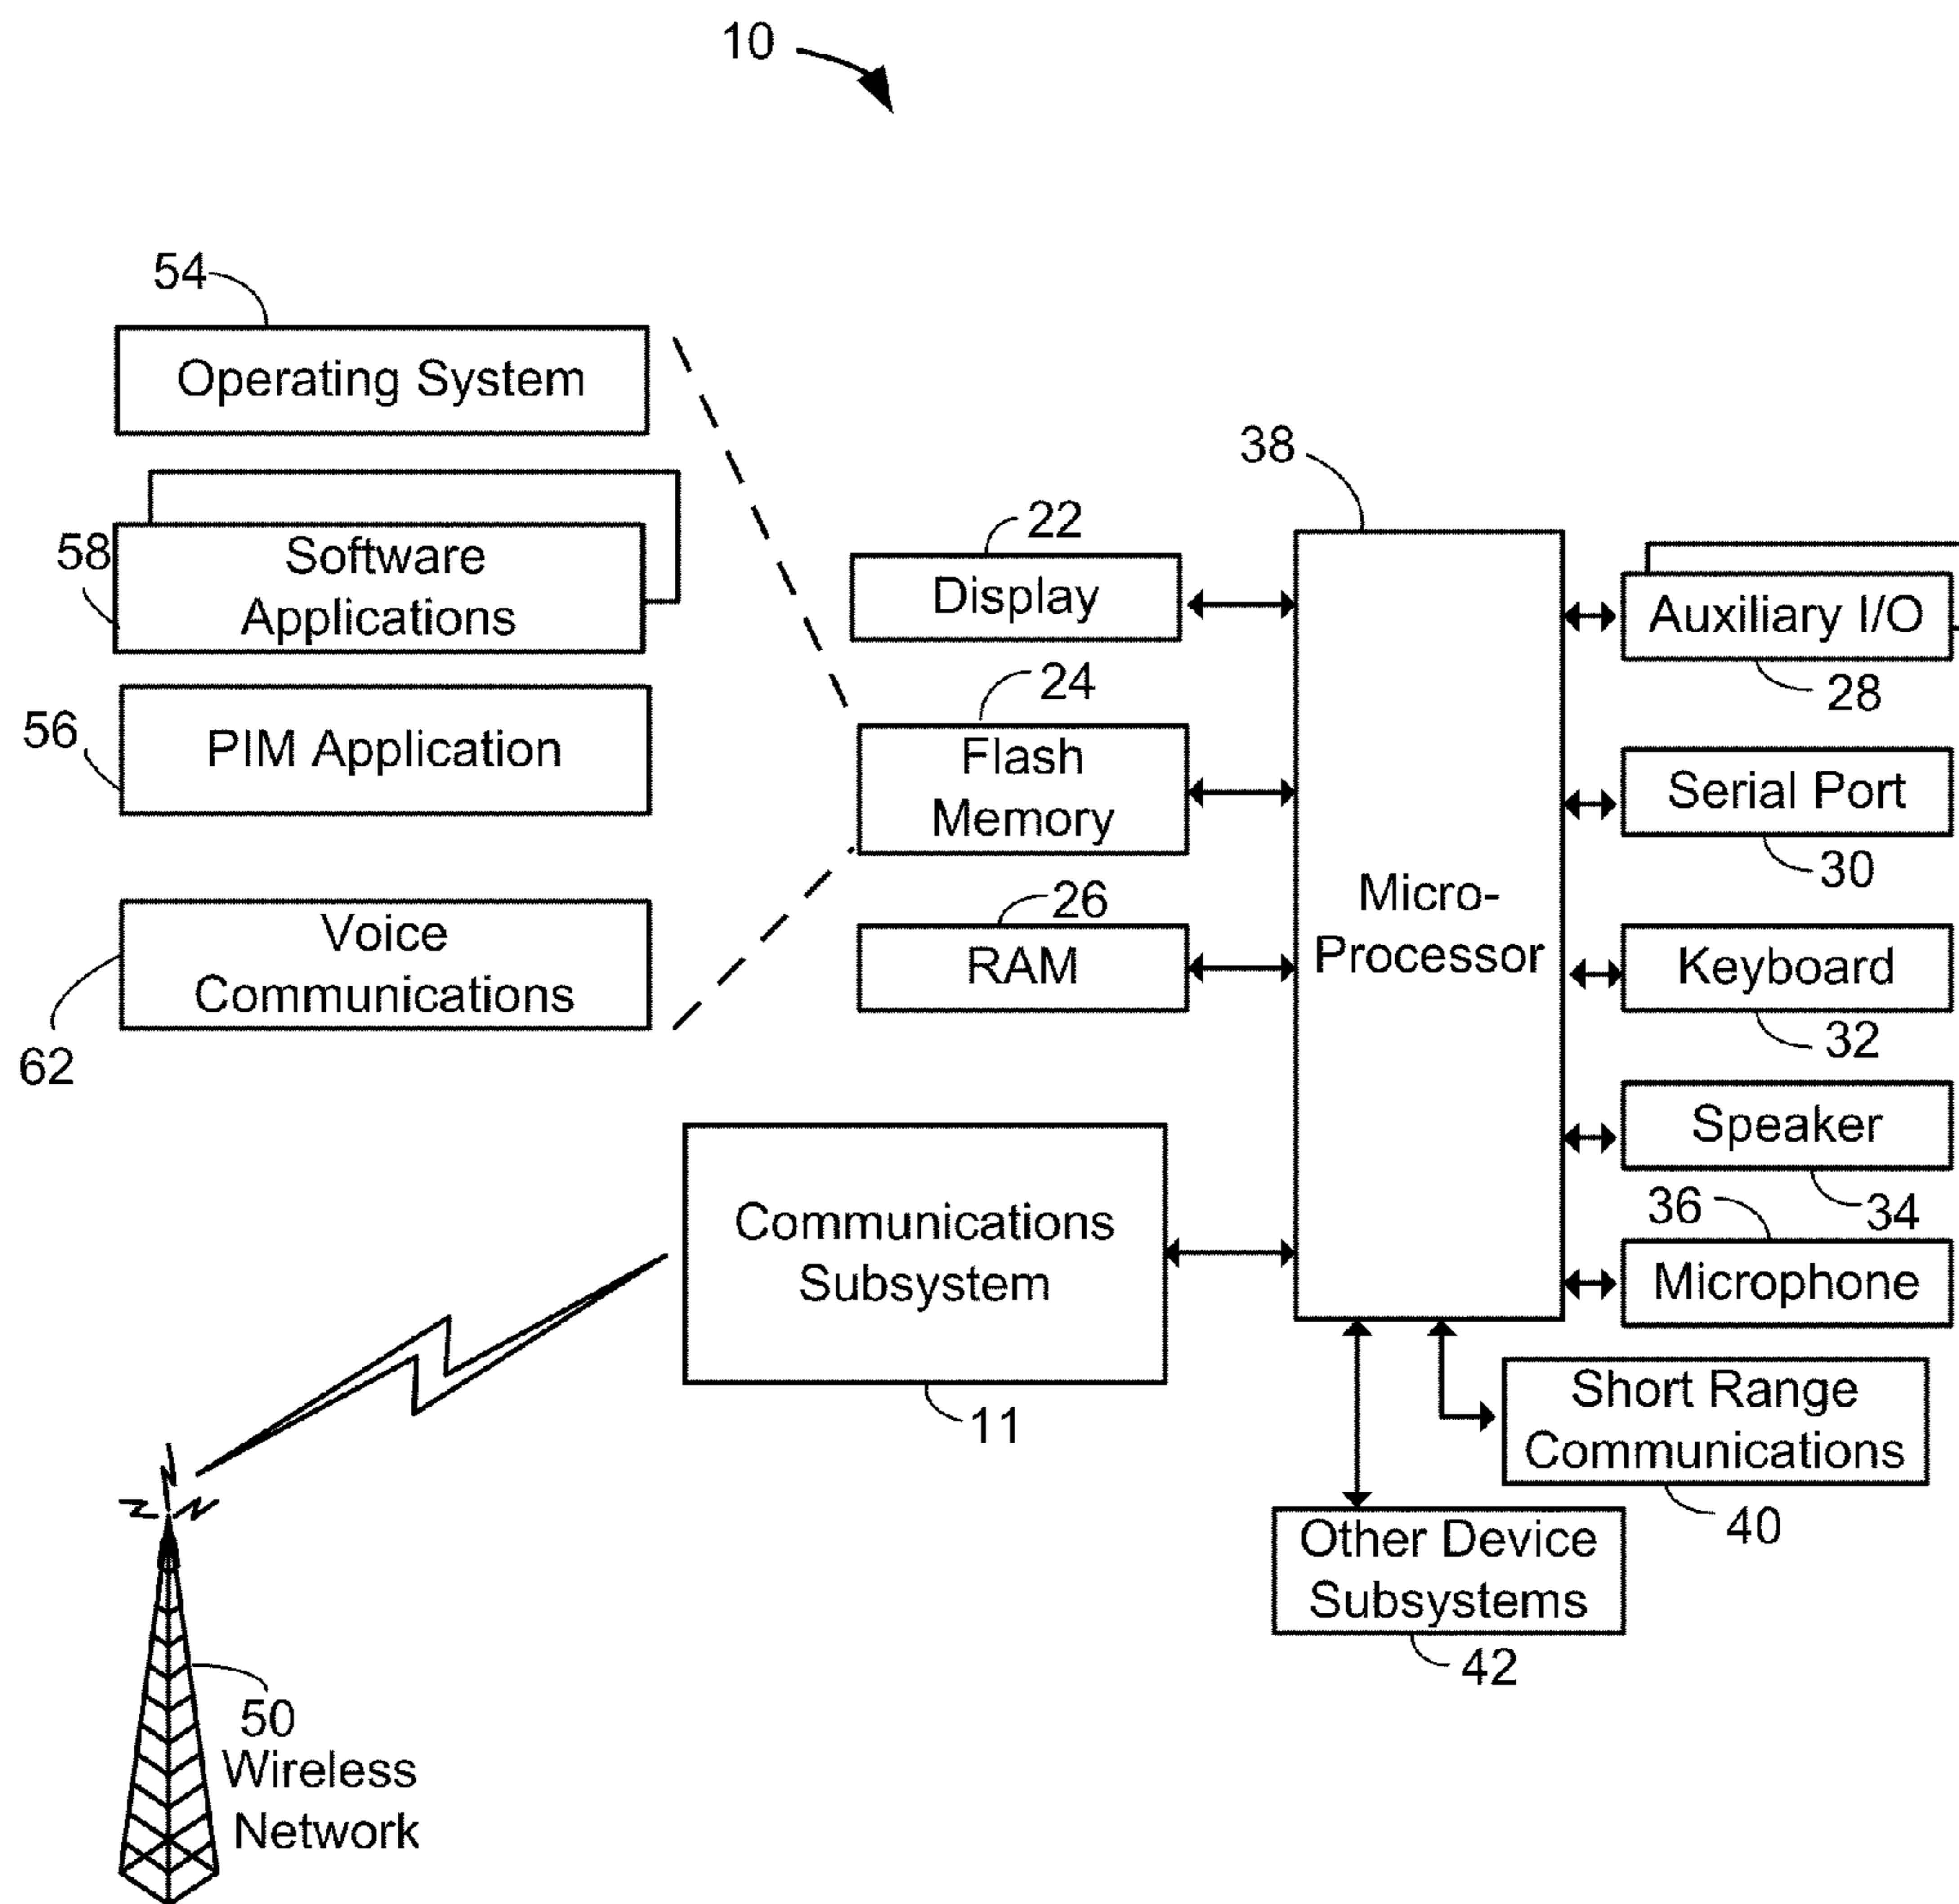 10
54
Operating System
58
Software
Applications
56
PIM Application
Voice
Communications
62
22
Display
24
Flash
Memory
26
RAM
38
Micro-
Processor
Auxiliary I/O
28
Serial Port
30
Keyboard
32
Speaker
34
36
Microphone
Communications
Subsystem
11
Short Range
Communications
40
Other Device
Subsystems
42
50
Wireless
Network